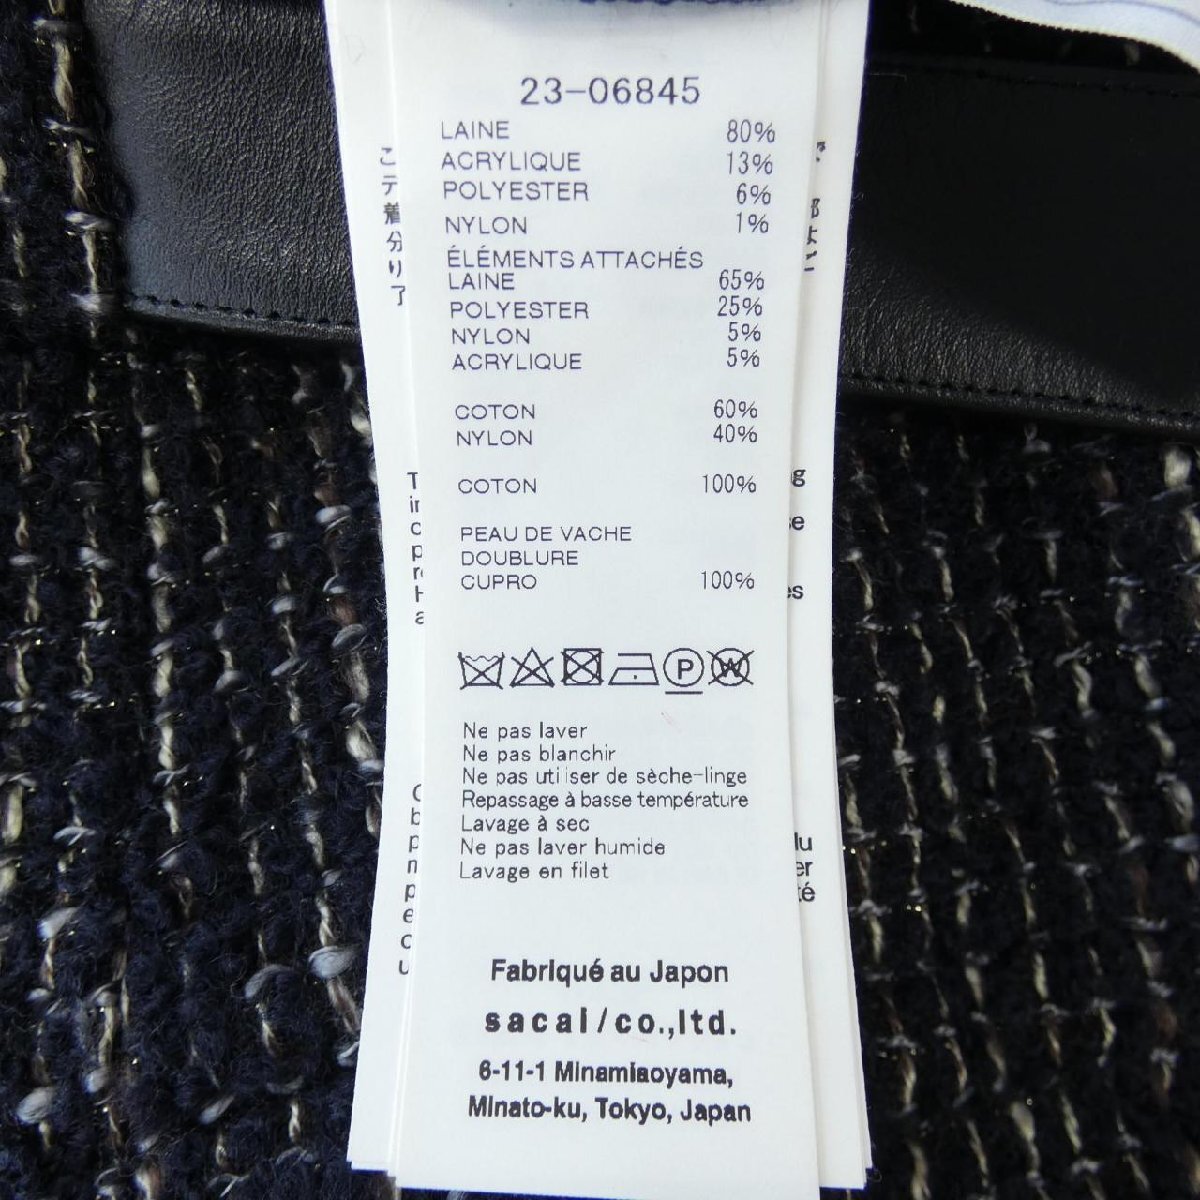 23-06845
LAINE 80%
ACRYLIQUE 13%
POLYESTER 6%
NYLON 1%
ÉLÉMENTS ATTACHÉS
LAINE 65%
POLYESTER 25%
NYLON 5%
ACRYLIQUE 5%
COTON 60%
NYLON 40%
COTON 100%
PEAU DE VACHE
DOUBLURE
CUPRO 100%
P W
Ne pas laver
Ne pas blanchir
Ne pas utiliser de sèche-linge
Repassage à basse température
Lavage à sec
Ne pas laver humide
Lavage en filet
Fabriqué au Japon
sacai/co.,ltd.
6-11-1 Minamiaoyama,
Minato-ku, Tokyo, Japan